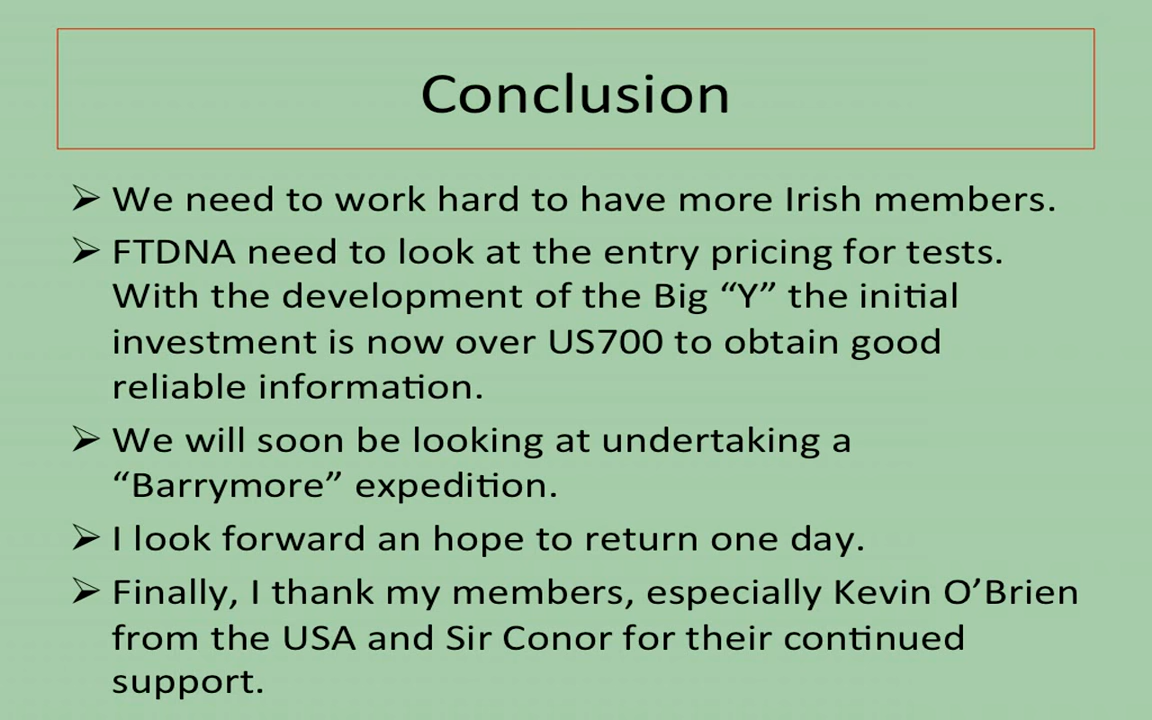 Conclusion
➢ We need to work hard to have more Irish members.
➢ FTDNA need to look at the entry pricing for tests.
With the development of the Big “Y” the initial
investment is now over US700 to obtain good
reliable information.
➢ We will soon be looking at undertaking a
“Barrymore” expedition.
➢ I look forward an hope to return one day.
➢ Finally, I thank my members, especially Kevin O’Brien
from the USA and Sir Conor for their continued
support.